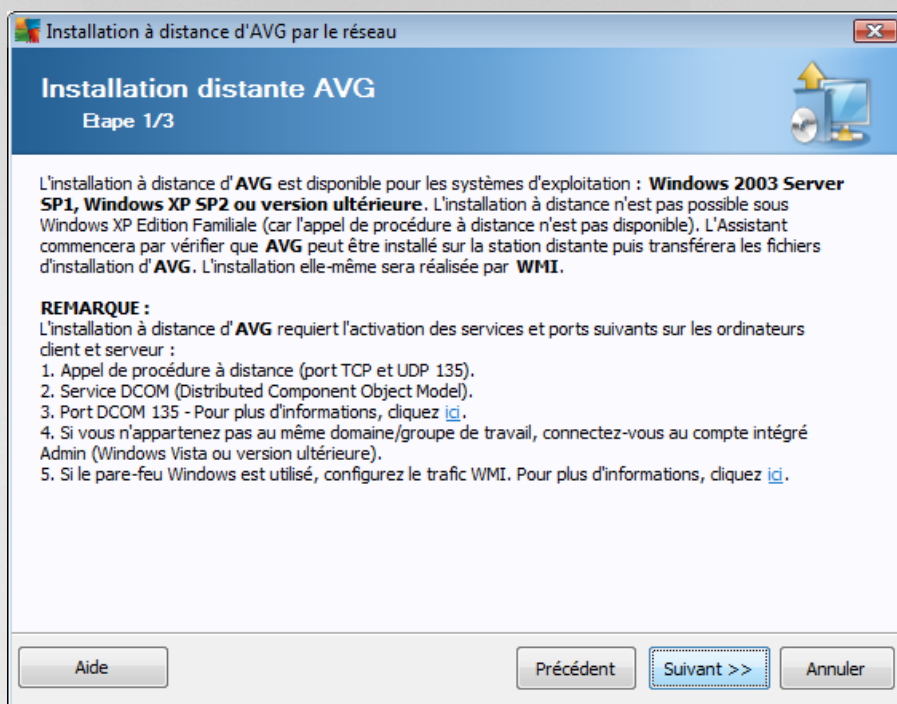 Installation à distance d'AVG par le réseau
Installation distante AVG
Etape 1/3
L'installation à distance d'AVG est disponible pour les systèmes d'exploitation : Windows 2003 Server
SP1, Windows XP SP2 ou version ultérieure. L'installation à distance n'est pas possible sous
Windows XP Edition Familiale (car l'appel de procédure à distance n'est pas disponible). L'Assistant
commencera par vérifier que AVG peut être installé sur la station distante puis transférera les fichiers
d'installation d'AVG. L'installation elle-même sera réalisée par WMI.
REMARQUE :
L'installation à distance d'AVG requiert l'activation des services et ports suivants sur les ordinateurs
client et serveur :
1. Appel de procédure à distance (port TCP et UDP 135).
2. Service DCOM (Distributed Component Object Model).
3. Port DCOM 135 - Pour plus d'informations, cliquez ici.
4. Si vous n'appartenez pas au même domaine/groupe de travail, connectez-vous au compte intégré
Admin (Windows Vista ou version ultérieure).
5. Si le pare-feu Windows est utilisé, configurez le trafic WMI. Pour plus d'informations, cliquez ici.
Aide
Précédent
Suivant >>
Annuler